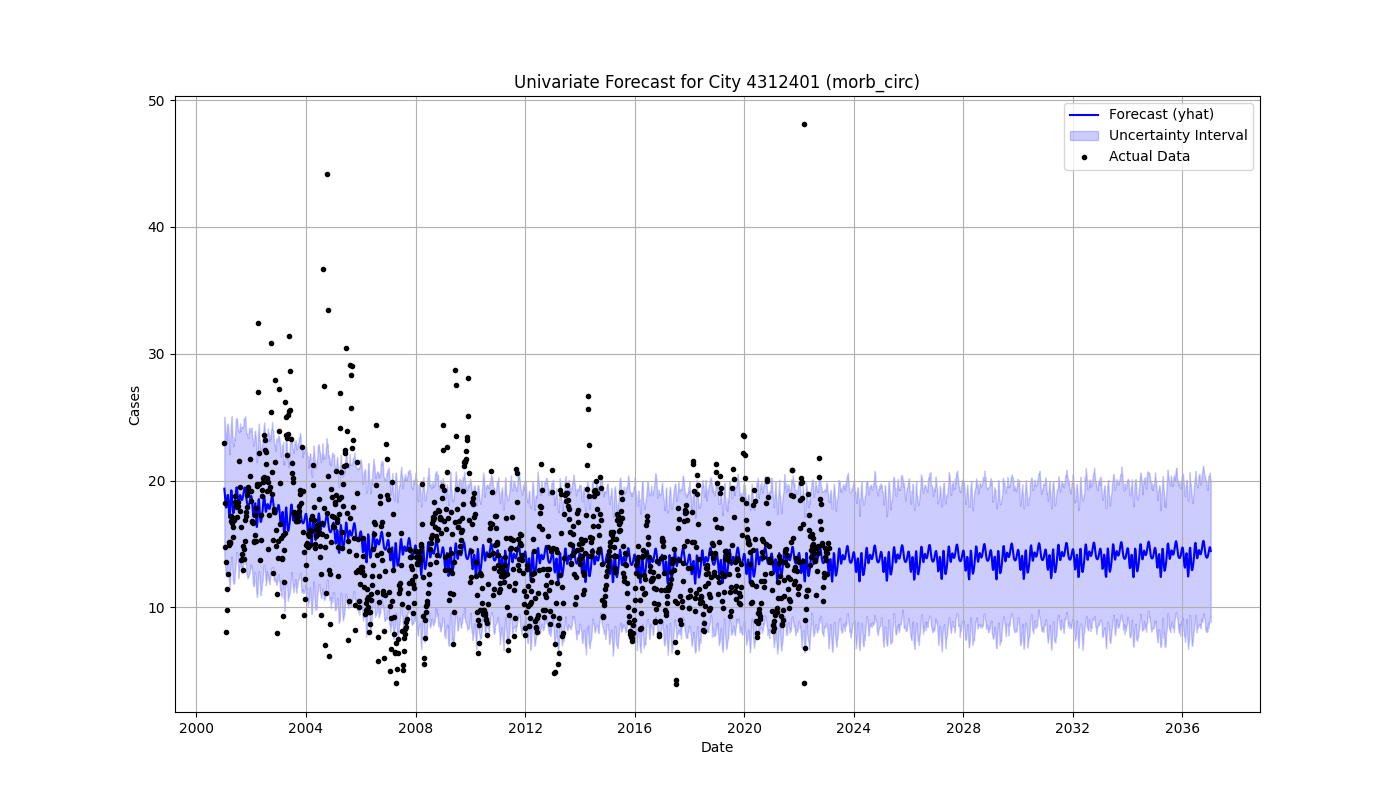 Univariate Forecast for City 4312401 (morb_circ)
50
40
30
20
10
Cases
Forecast (yhat)
Uncertainty Interval
Actual Data
2000 2004 2008 2012 2016 2020 2024 2028 2032 2036
Date